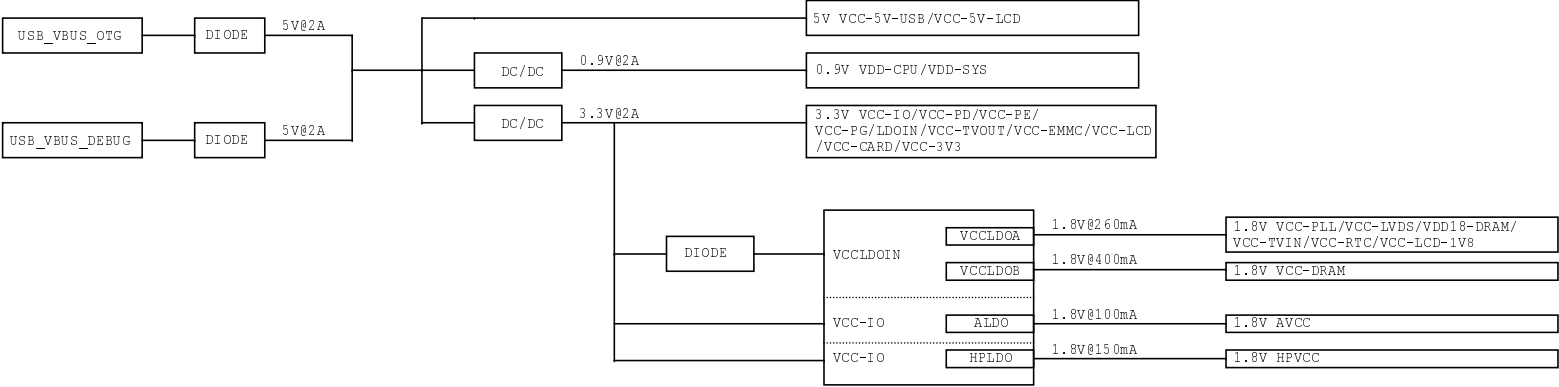 USB_VBUS_OTG
DIODE
5V@2A
USB_VBUS_DEBUG
DIODE
5V@2A
5V VCC-5V-USB/VCC-5V-LCD
DC/DC
0.9V@2A
0.9V VDD-CPU/VDD-SYS
DC/DC
3.3V@2A
3.3V VCC-IO/VCC-PD/VCC-PE/
VCC-PG/LDOIN/VCC-TVOUT/VCC-EMMC/VCC-LCD
/VCC-CARD/VCC-3V3
DIODE
VCCLDOIN
VCCLDOA
1.8V@260mA
1.8V VCC-PLL/VCC-LVDS/VDD18-DRAM/
VCC-TVIN/VCC-RTC/VCC-LCD-1V8
VCCLDOB
1.8V@400mA
1.8V VCC-DRAM
VCC-IO
ALDO
1.8V@100mA
1.8V AVCC
VCC-IO
HPLDO
1.8V@150mA
1.8V HPVCC